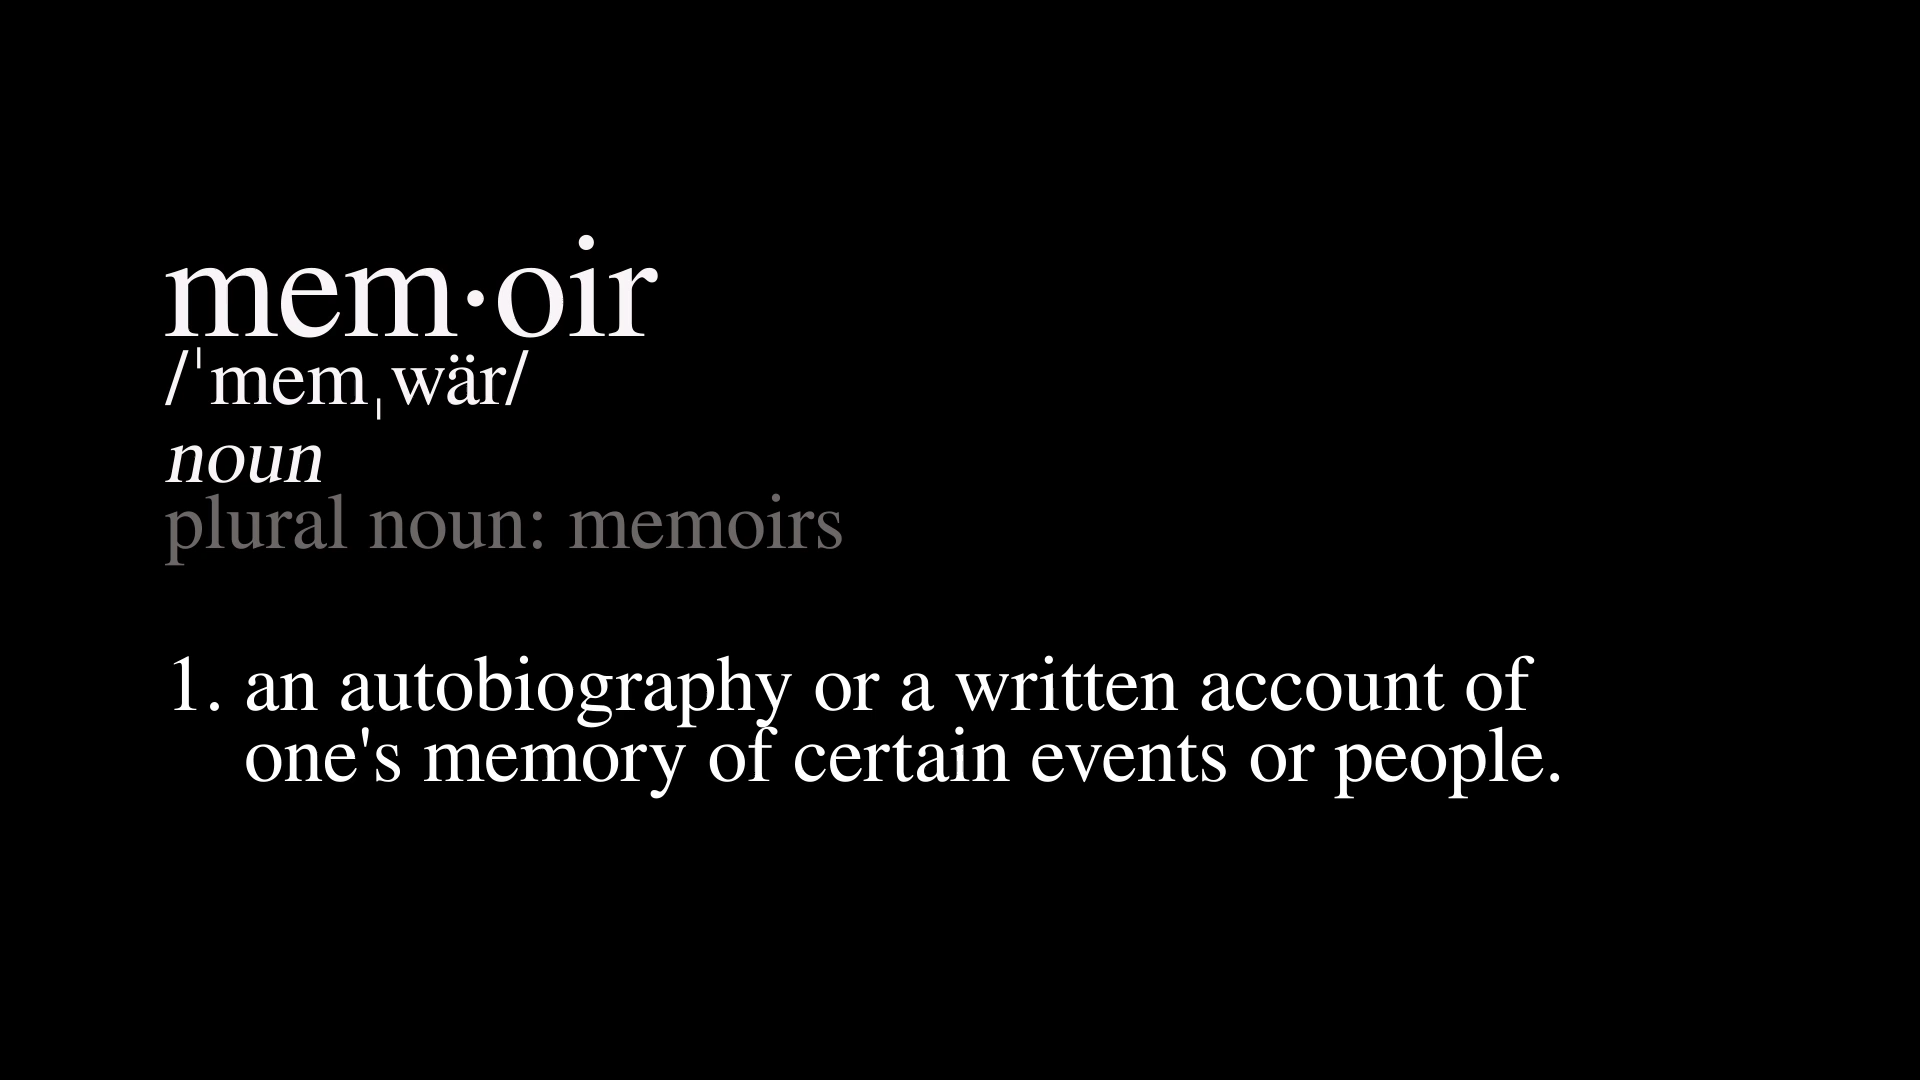 mem·oir
/ˈmemˌwär/
noun
plural noun: memoirs
1. an autobiography or a written account of
one's memory of certain events or people.